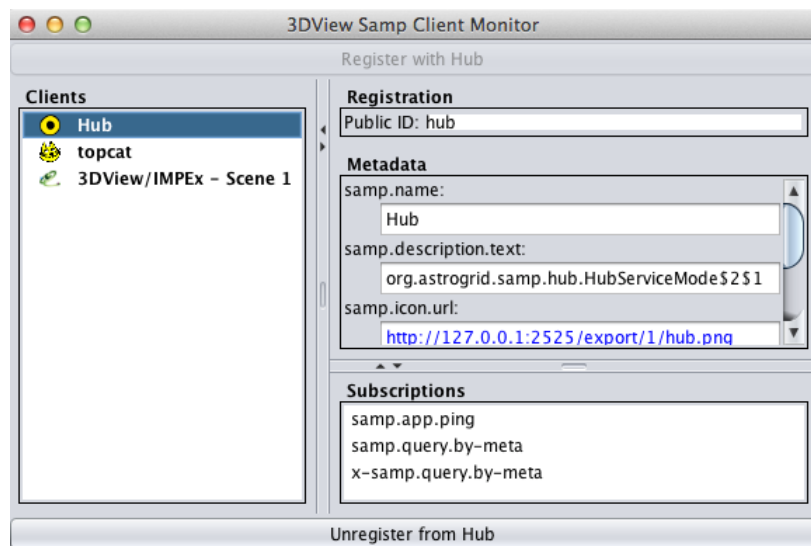 3DView Samp Client Monitor
Register with Hub
Clients
Hub
topcat
3DView/IMPEx - Scene 1
Registration
Public ID: hub
Metadata
samp.name:
Hub
samp.description.text:
org.astrogrid.samp.hub.HubServiceMode$2$1
samp.icon.url:
http://127.0.0.1:2525/export/1/hub.png
Subscriptions
samp.app.ping
samp.query.by-meta
x-samp.query.by-meta
Unregister from Hub